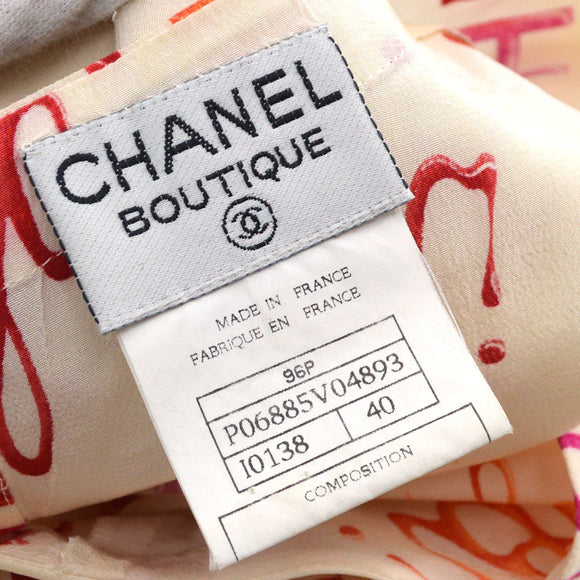 CHANEL
BOUTIQUE
MADE IN FRANCE
FABRIQUE EN FRANCE
96P
P06885V04893
I0138 40
COMPOSITION